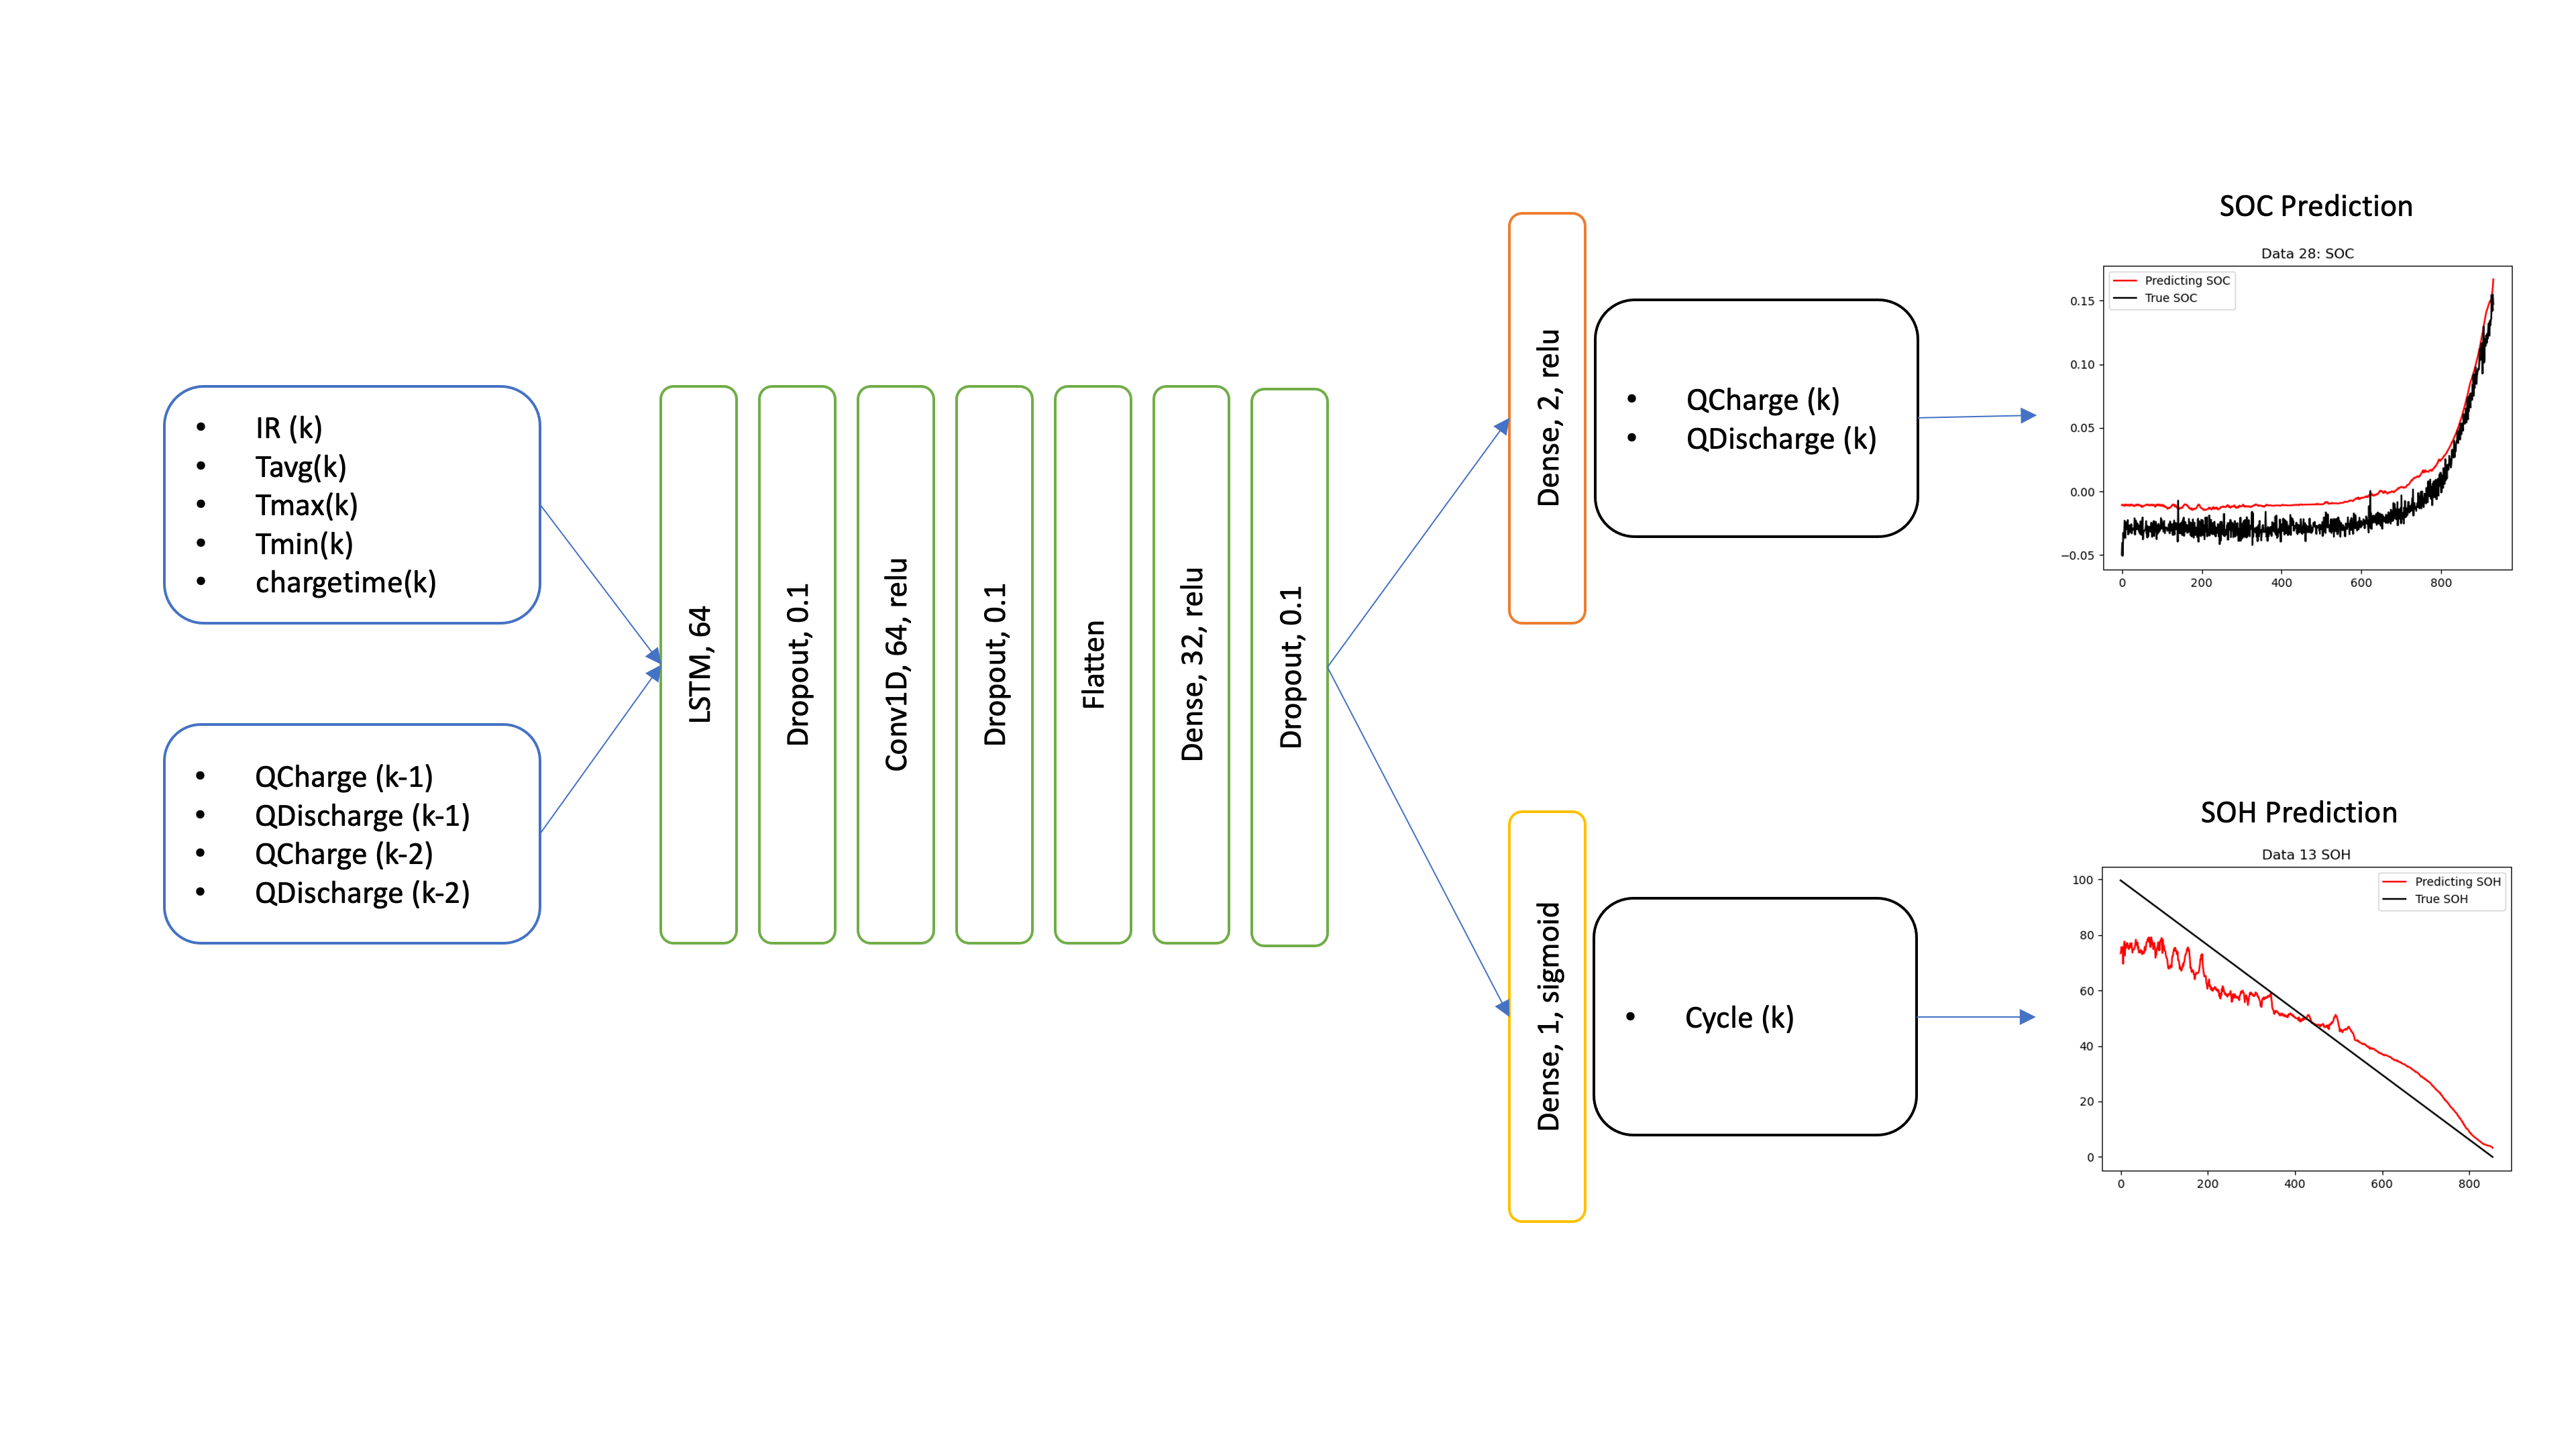 • IR (k)
• Tavg(k)
• Tmax(k)
• Tmin(k)
• chargetime(k)
• QCharge (k-1)
• QDischarge (k-1)
• QCharge (k-2)
• QDischarge (k-2)
LSTM, 64
Dropout, 0.1
Conv1D, 64, relu
Dropout, 0.1
Flatten
Dense, 32, relu
Dropout, 0.1
Dense, 2, relu
• QCharge (k)
• QDischarge (k)
SOC Prediction
Data 28: SOC
Predicting SOC
True SOC
0.15
0.10
0.05
0.00
−0.05
0 200 400 600 800
Dense, 1, sigmoid
• Cycle (k)
SOH Prediction
Data 13 SOH
Predicting SOH
True SOH
100
80
60
40
20
0
0 200 400 600 800